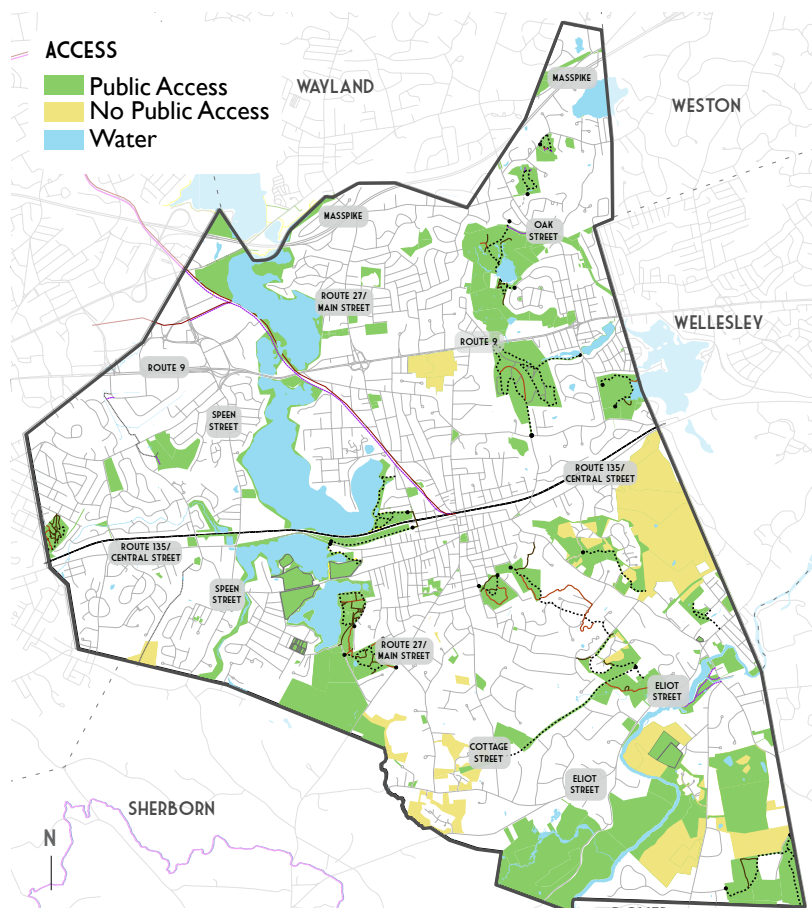 ACCESS
Public Access
No Public Access
Water
WAYLAND
MASSPIKE
WESTON
MASSPIKE
OAK
STREET
ROUTE 27/
MAIN STREET
WELLESLEY
ROUTE 9
ROUTE 9
SPEEN
STREET
ROUTE 135/
CENTRAL STREET
ROUTE 135/
CENTRAL STREET
SPEEN
STREET
ROUTE 27/
MAIN STREET
ELIOT
STREET
COTTAGE
STREET
ELIOT
STREET
SHERBORN
N